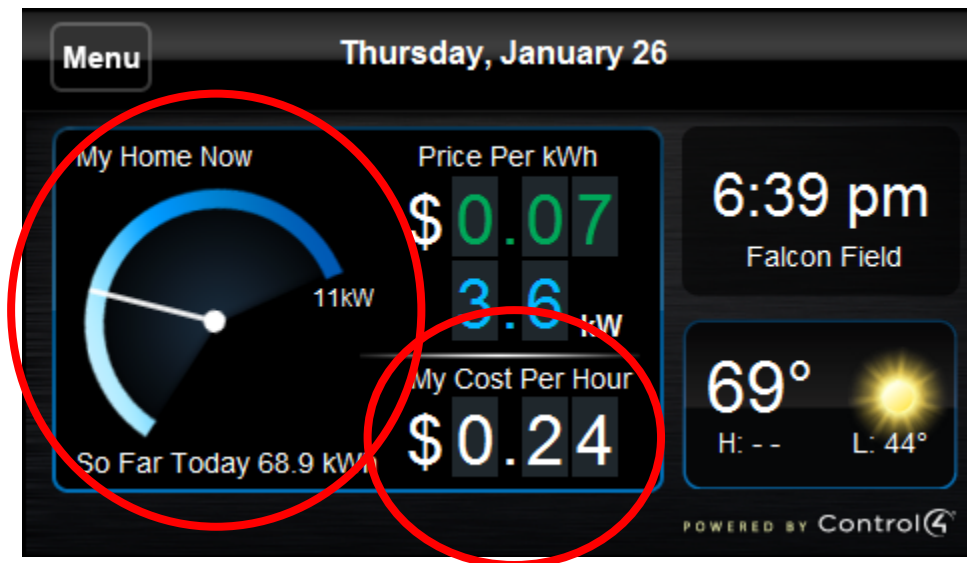 Menu
Thursday, January 26
My Home Now
11kW
So Far Today 68.9 kWh
Price Per kWh
$0.07
3.6 kW
My Cost Per Hour
$0.24
6:39 pm
Falcon Field
69°
H: - - L: 44°
POWERED BY Control4